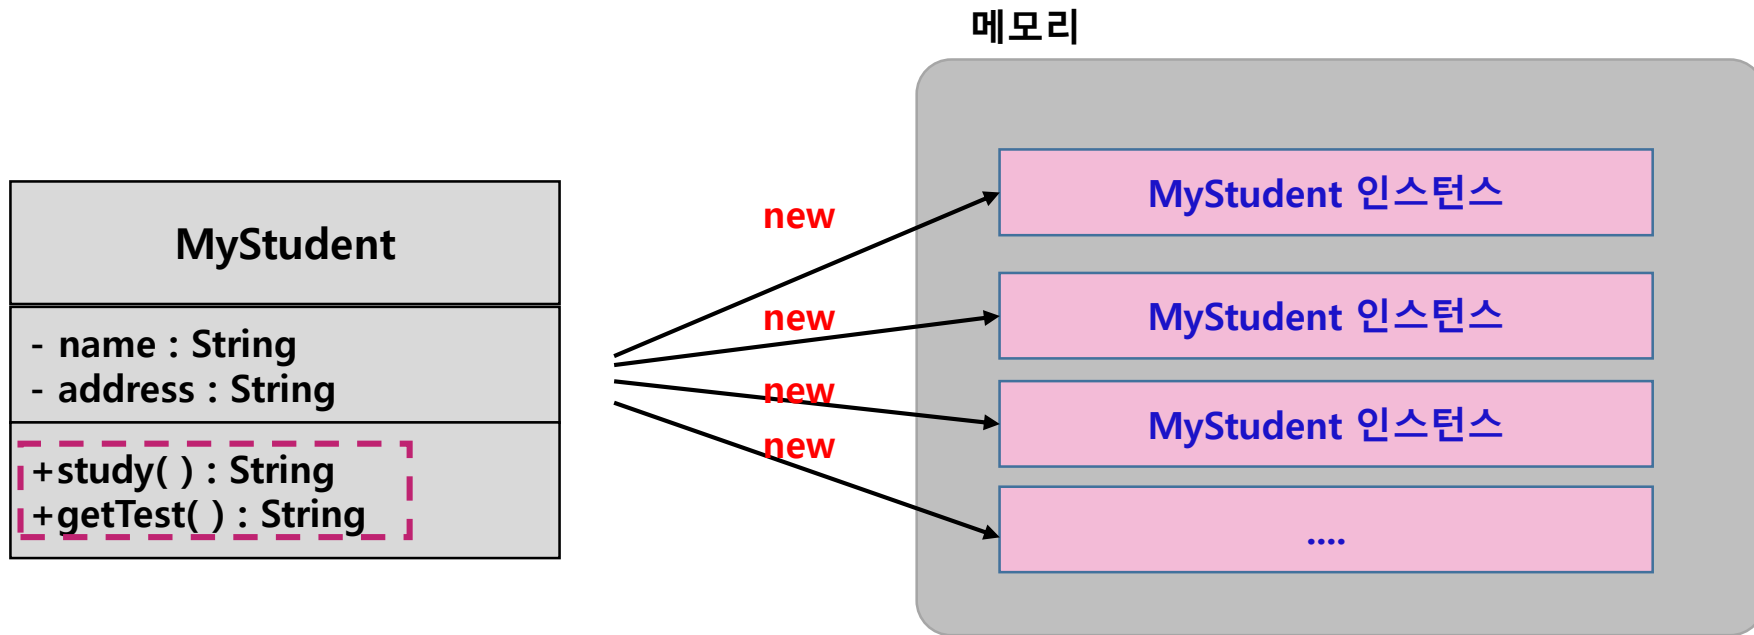 메모리
MyStudent
- name : String
- address : String
+study( ) : String
+getTest( ) : String
new
new
new
new
MyStudent 인스턴스
MyStudent 인스턴스
MyStudent 인스턴스
....